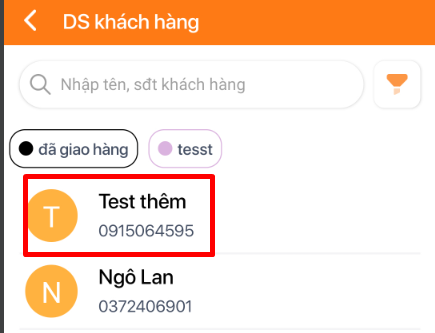 DS khách hàng
Nhập tên, sđt khách hàng
đã giao hàng tesst
T
Test thêm
0915064595
N
Ngô Lan
0372406901